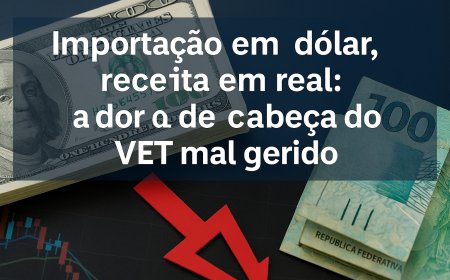 Importação em dólar,
receita em real:
a dor a de cabeça do
VET mal gerido
100
REPUBLICA FEDERATIVA